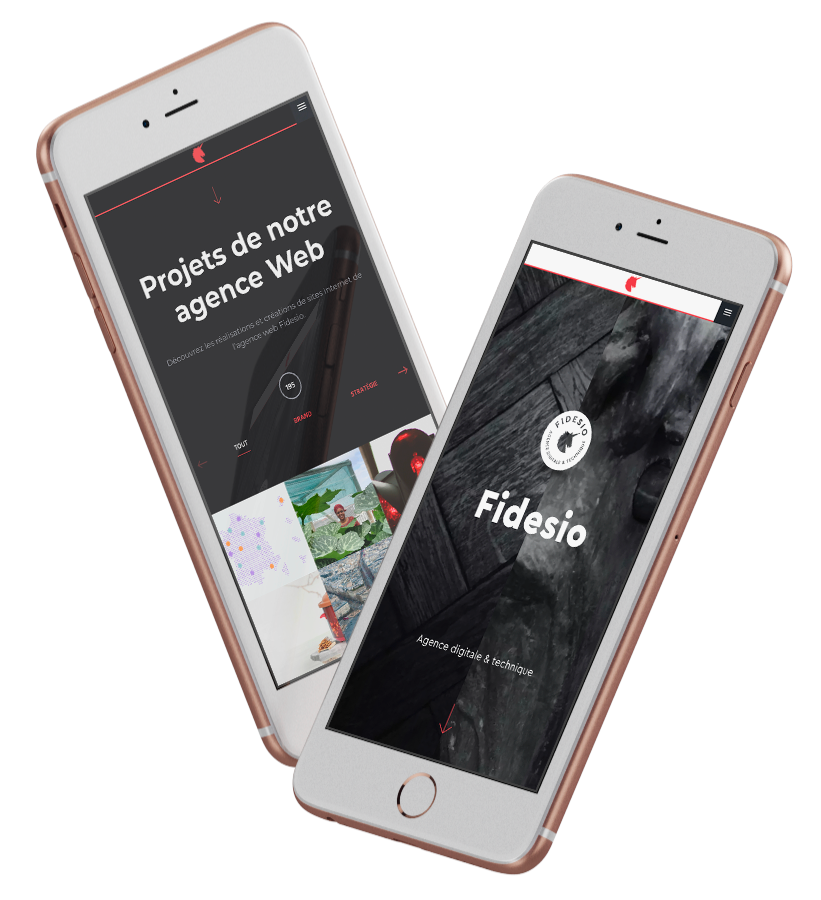 Projets de notre
agence Web
Découvrez les réalisations et créations de sites internet de
l'agence web Fidesio
195
TOUT
BRAND
STRATÉGIE
FIDESIO
AGENCE DIGITALE & TECHNIQUE
Fidesio
Agence digitale & technique